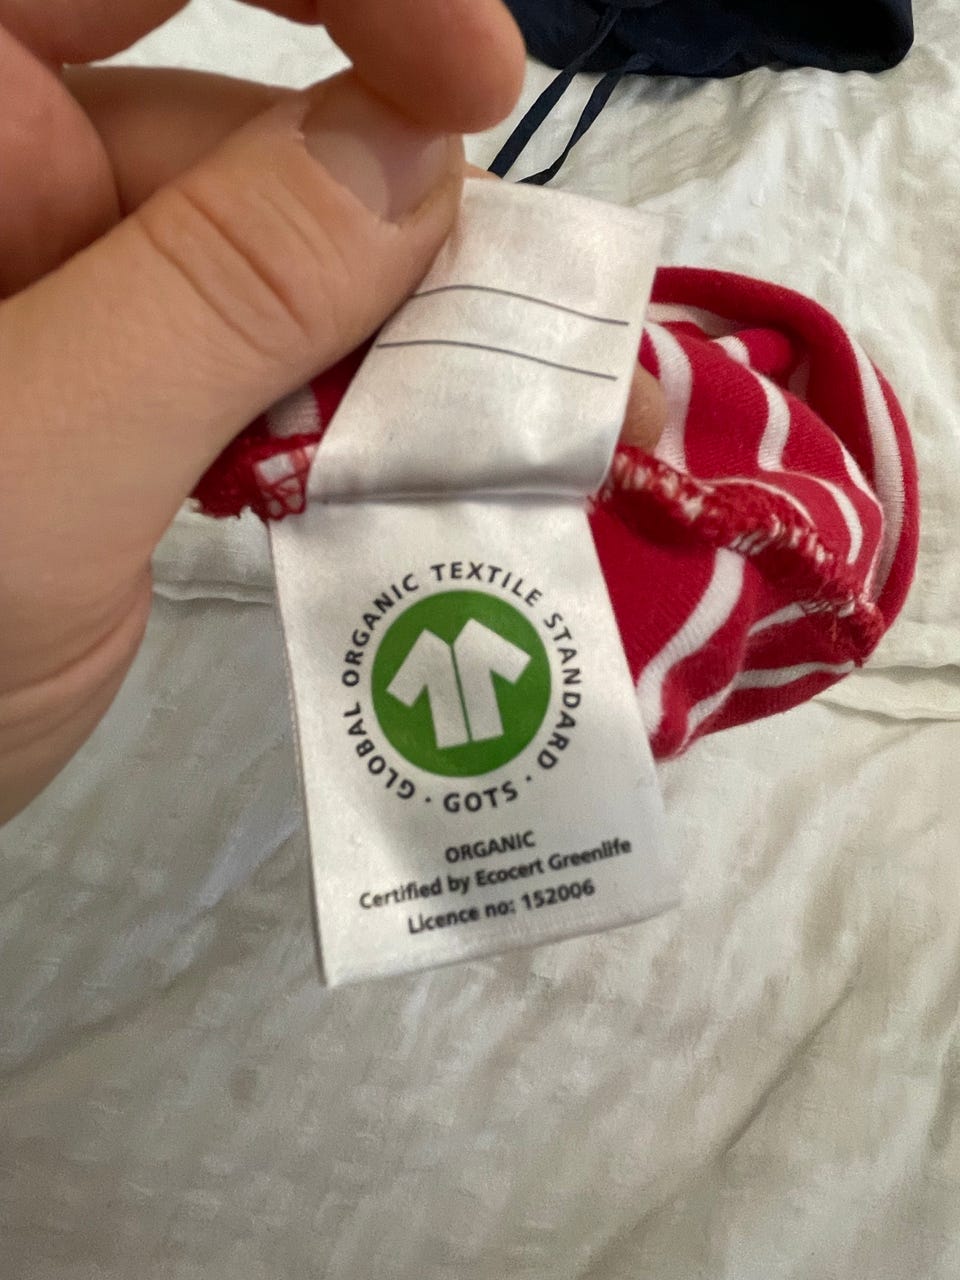 GLOBAL ORGANIC TEXTILE STANDARD · GOTS ·
ORGANIC
Certified by Ecocert Greenlife
Licence no: 152006